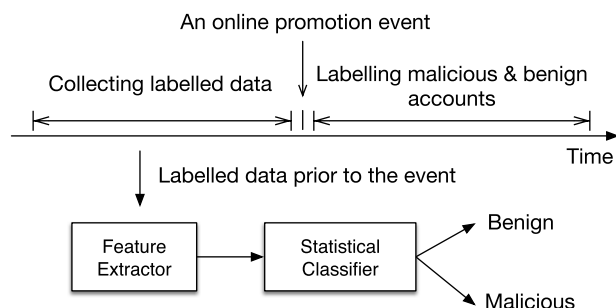 An online promotion event
Collecting labelled data
Labelling malicious & benign
accounts
Time
Labelled data prior to the event
Feature
Extractor
Statistical
Classifier
Benign
Malicious